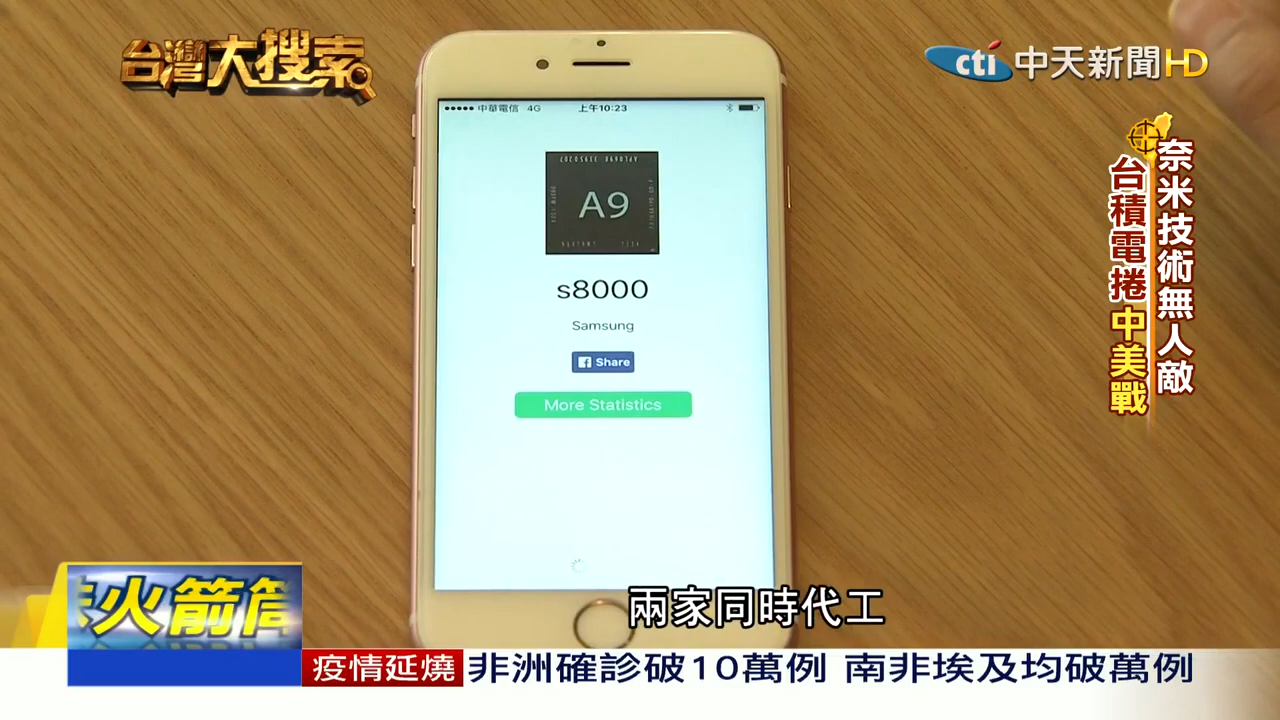 台灣大搜索
cti 中天新聞HD
奈米技術無人敵
台積電捲中美戰
中華電信 4G 上午10:23
A9
s8000
Samsung
Share
More Statistics
兩家同時代工
火箭
疫情延燒 非洲確診破10萬例 南非埃及均破萬例